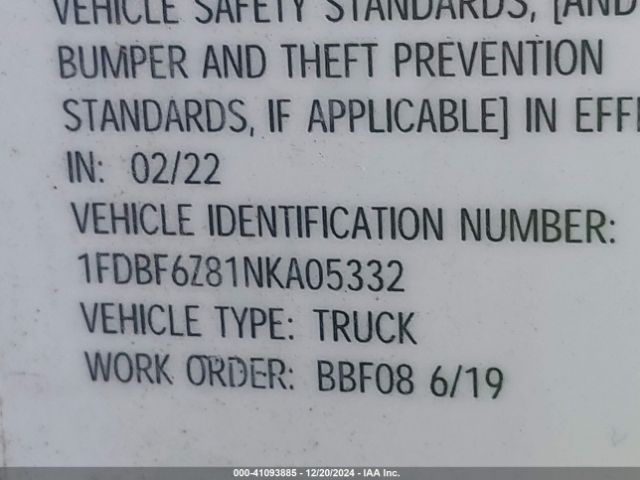 VEHICLE SAFETY STANDARDS, [AND
BUMPER AND THEFT PREVENTION
STANDARDS, IF APPLICABLE] IN EFFE
IN: 02/22
VEHICLE IDENTIFICATION NUMBER:
1FDBF6Z81NKA05332
VEHICLE TYPE: TRUCK
WORK ORDER: BBF08 6/19
000-41093885 - 12/20/2024 - IAA Inc.